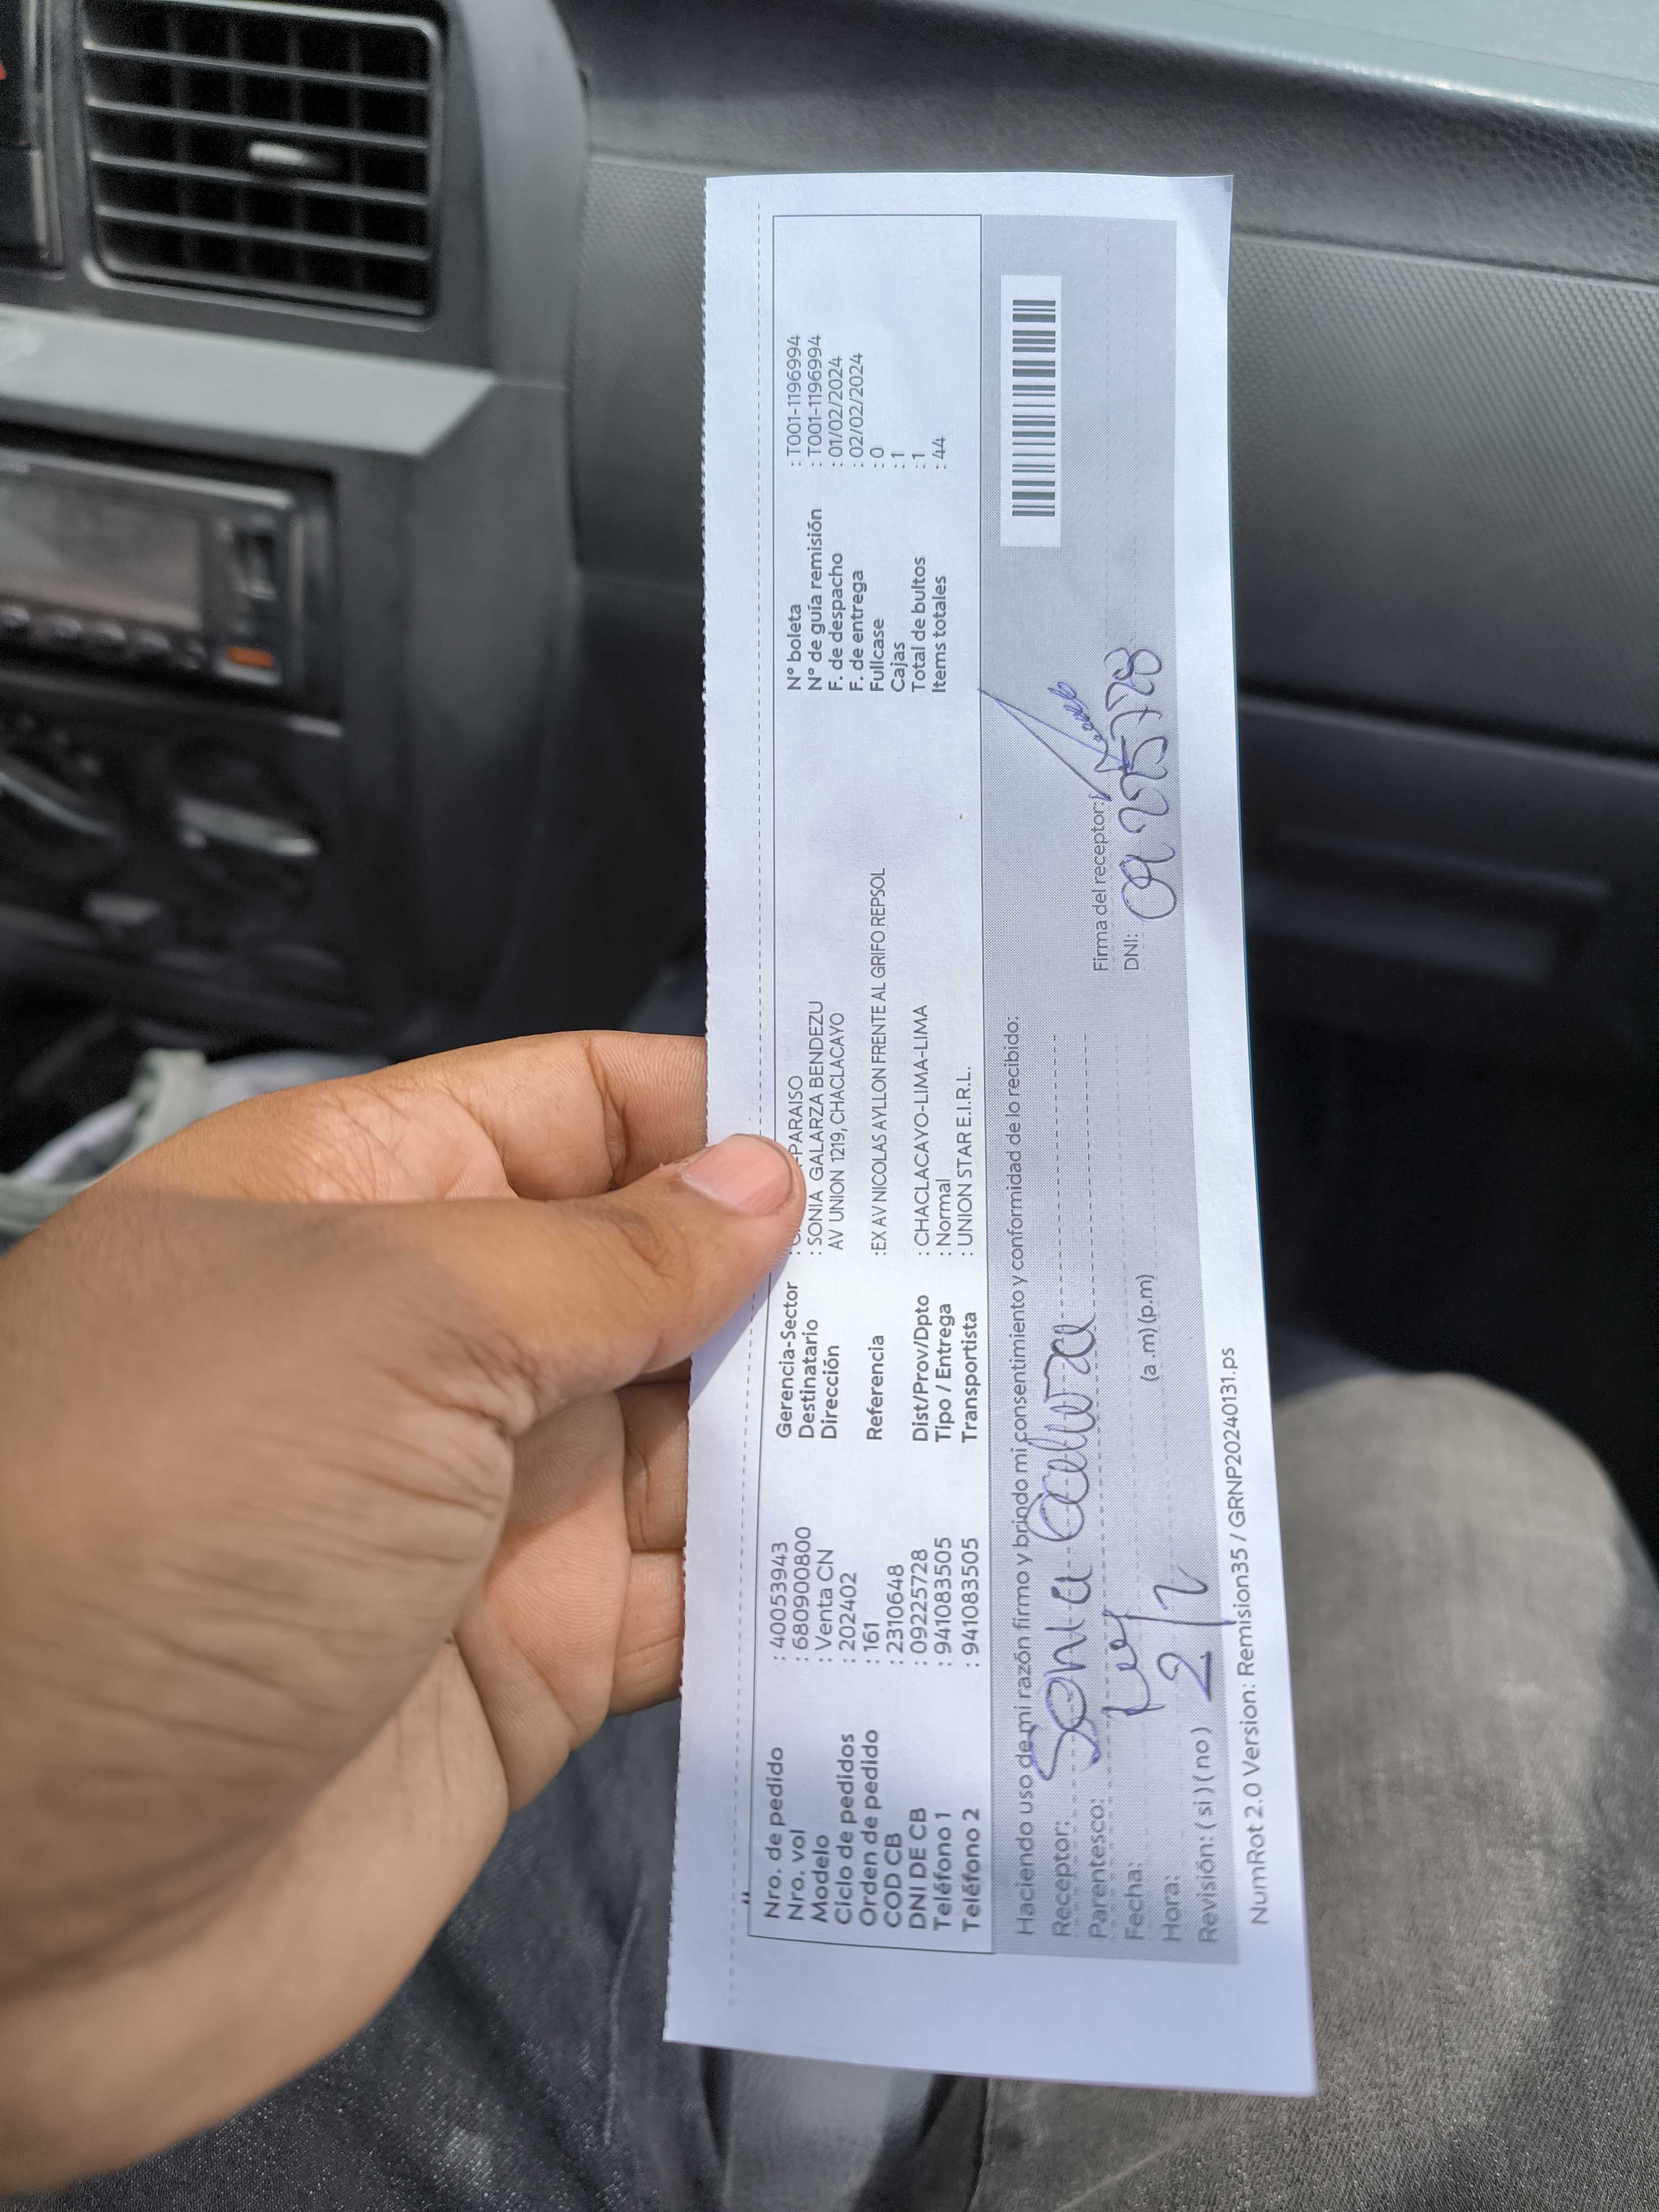 Nro. de pedido : 40053943
Nro. vol : 6809000800
Modelo : Venta CN
Ciclo de pedidos : 202402
Orden de pedido : 161
COD CB : 2310648
DNI DE CB : 09225728
Teléfono 1 : 941083505
Teléfono 2 : 941083505
Gerencia-Sector PARAISO
Destinatario : SONIA GALARZA BENDEZU
Dirección AV UNION 1219, CHACLACAYO
Referencia :EX AV NICOLAS AYLLON FRENTE AL GRIFO REPSOL
Dist/Prov/Dpto : CHACLACAYO-LIMA-LIMA
Tipo / Entrega : Normal
Transportista : UNION STAR E.I.R.L.
N° boleta : T001-1196994
N° de guía remisión : T001-1196994
F. de despacho : 01/02/2024
F. de entrega : 02/02/2024
Fullcase : 0
Cajas : 1
Total de bultos : 1
Items totales : 44
Haciendo uso de mi razón firmo y brindo mi consentimiento y conformidad de lo recibido:
Receptor: Sonia Galarza
Parentesco:
Fecha: 2/2
Hora: (a .m) (p.m)
Revisión: ( si ) ( no )
Firma del receptor:
DNI: 09225728
NumRot 2.0 Version: Remision35 / GRNP20240131.ps